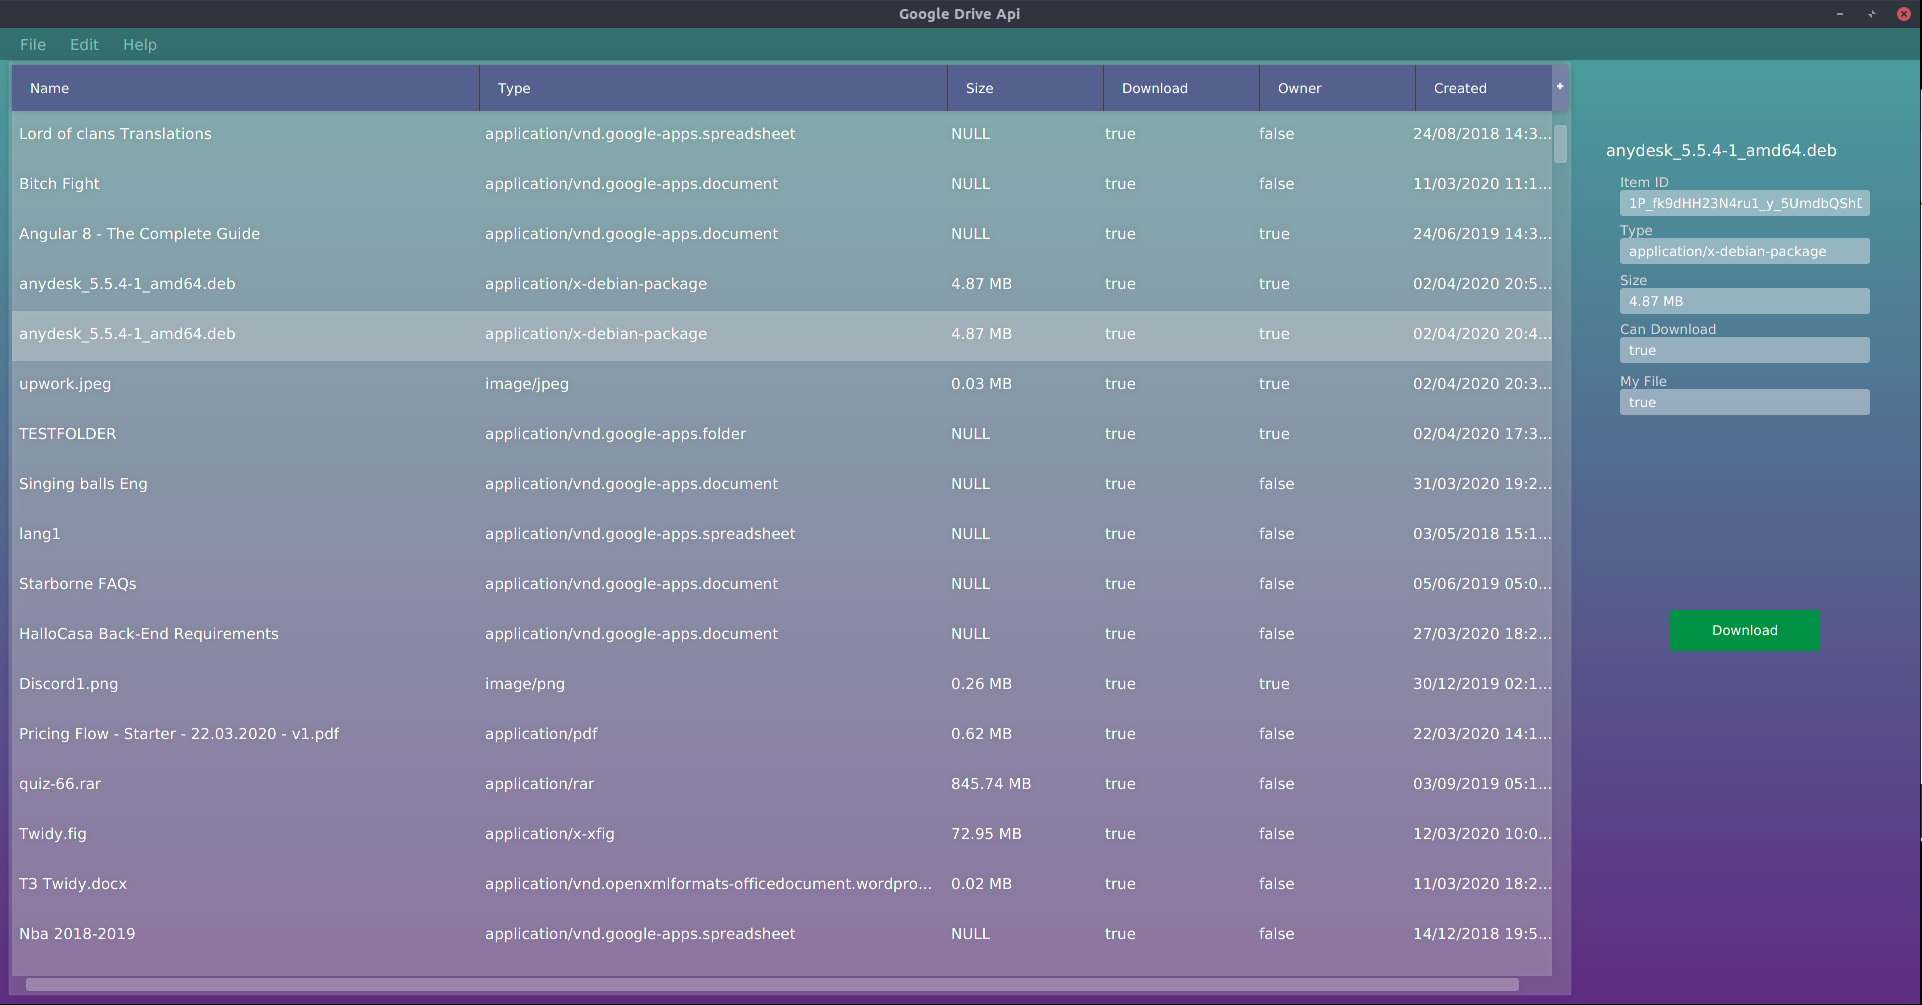 Google Drive Api
File Edit Help
Name Type Size Download Owner Created +
Lord of clans Translations application/vnd.google-apps.spreadsheet NULL true false 24/08/2018 14:3...
Bitch Fight application/vnd.google-apps.document NULL true false 11/03/2020 11:1...
Angular 8 - The Complete Guide application/vnd.google-apps.document NULL true true 24/06/2019 14:3...
anydesk_5.5.4-1_amd64.deb application/x-debian-package 4.87 MB true true 02/04/2020 20:5...
anydesk_5.5.4-1_amd64.deb application/x-debian-package 4.87 MB true true 02/04/2020 20:4...
upwork.jpeg image/jpeg 0.03 MB true true 02/04/2020 20:3...
TESTFOLDER application/vnd.google-apps.folder NULL true true 02/04/2020 17:3...
Singing balls Eng application/vnd.google-apps.document NULL true false 31/03/2020 19:2...
lang1 application/vnd.google-apps.spreadsheet NULL true false 03/05/2018 15:1...
Starborne FAQs application/vnd.google-apps.document NULL true false 05/06/2019 05:0...
HalloCasa Back-End Requirements application/vnd.google-apps.document NULL true false 27/03/2020 18:2...
Discord1.png image/png 0.26 MB true true 30/12/2019 02:1...
Pricing Flow - Starter - 22.03.2020 - v1.pdf application/pdf 0.62 MB true false 22/03/2020 14:1...
quiz-66.rar application/rar 845.74 MB true false 03/09/2019 05:1...
Twidy.fig application/x-xfig 72.95 MB true false 12/03/2020 10:0...
ТЗ Twidy.docx application/vnd.openxmlformats-officedocument.wordpro... 0.02 MB true false 11/03/2020 18:2...
Nba 2018-2019 application/vnd.google-apps.spreadsheet NULL true false 14/12/2018 19:5...
anydesk_5.5.4-1_amd64.deb
Item ID
1P_fk9dHH23N4ru1_y_5UmdbQSh
Type
application/x-debian-package
Size
4.87 MB
Can Download
true
My File
true
Download